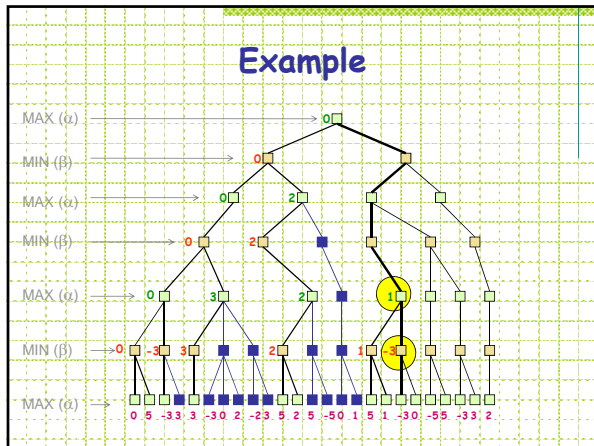 Example
MAX (α) 0
MIN (β) 0
MAX (α) 0 2
MIN (β) 0 2
MAX (α) 0 3 2 1
MIN (β) 0 -3 3 2 1 -3
MAX (α)
0 5 -3 3 3 -3 0 2 -2 3 5 2 5 -5 0 1 5 1 -3 0 -5 5 -3 3 2